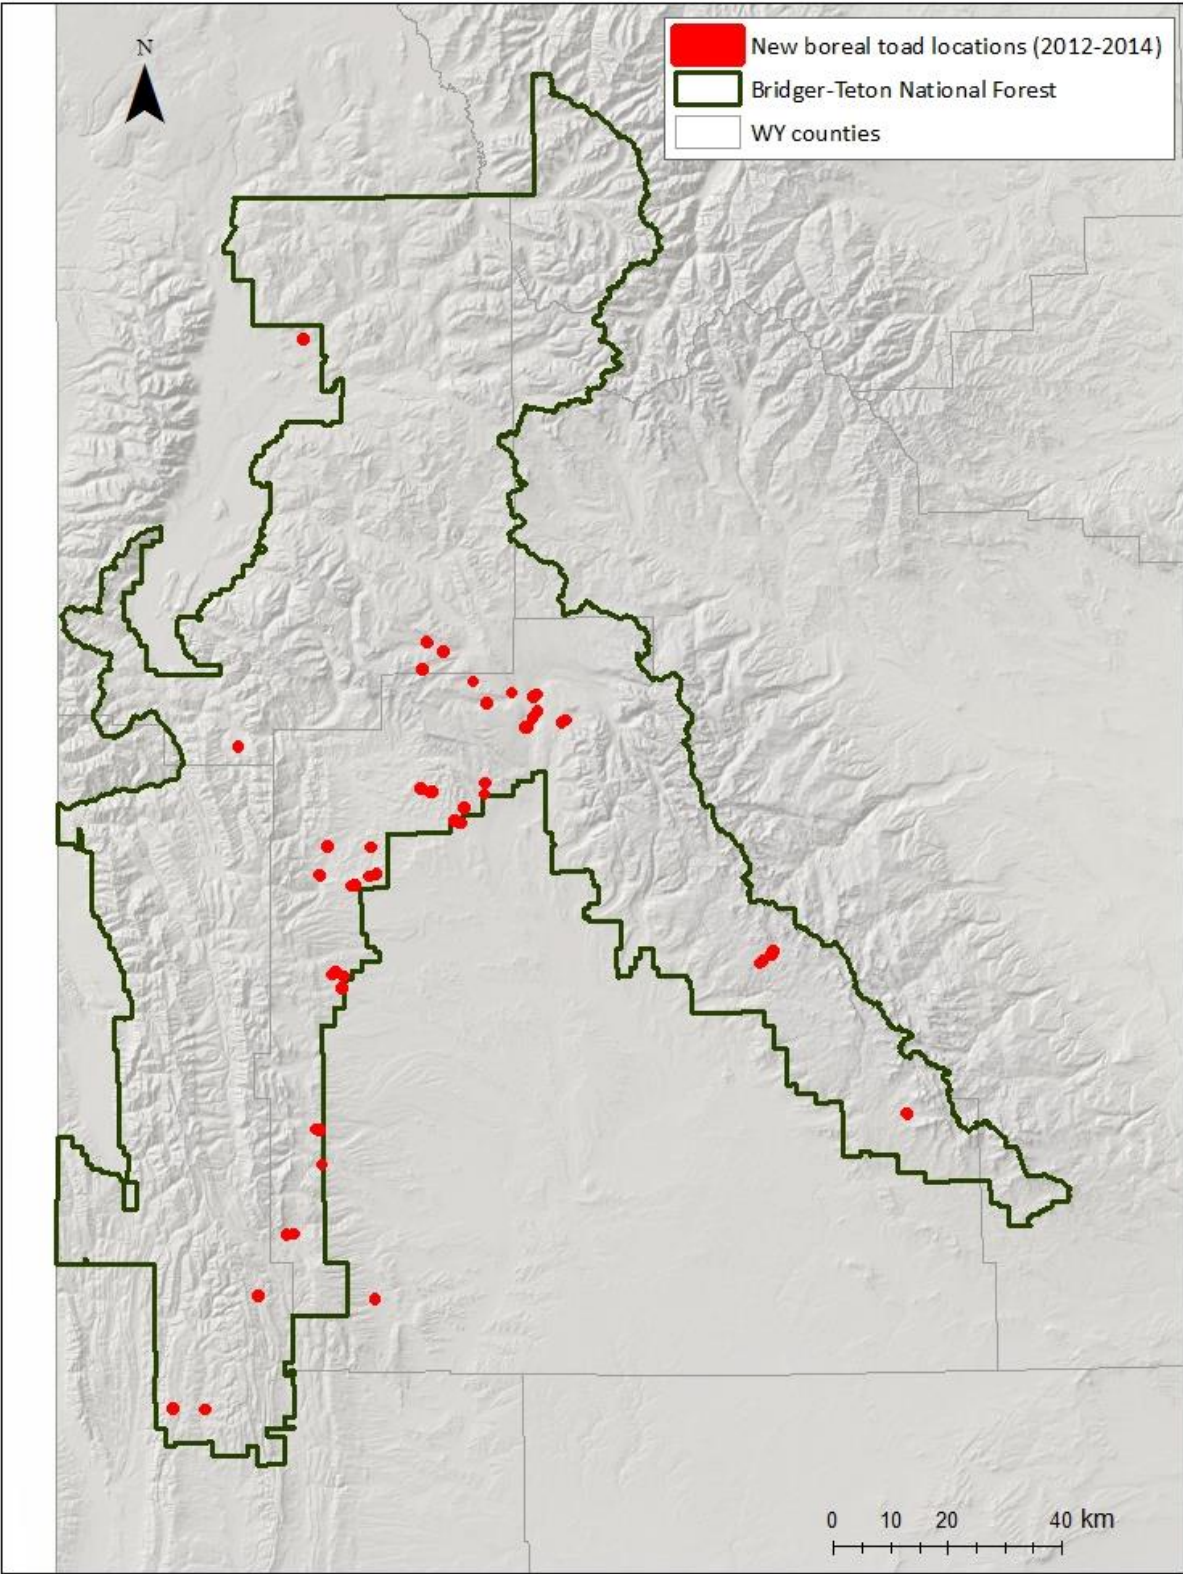 N
New boreal toad locations (2012-2014)
Bridger-Teton National Forest
WY counties
0 10 20 40 km